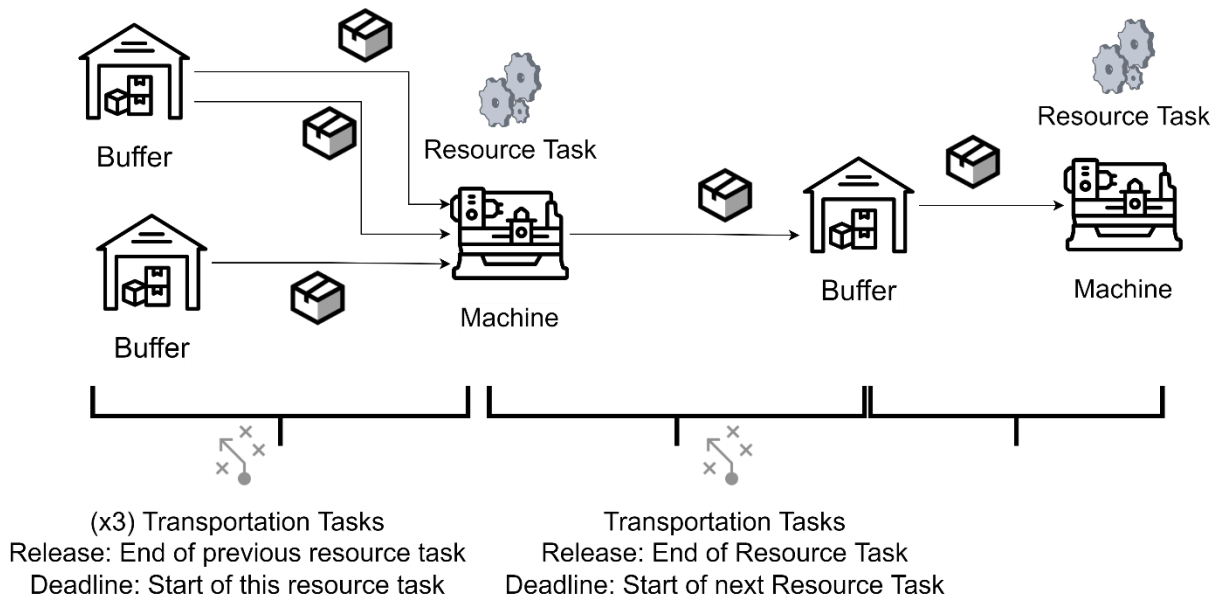 Buffer
Resource Task
Resource Task
Buffer
Machine
Buffer
Machine
(x3) Transportation Tasks
Release: End of previous resource task
Deadline: Start of this resource task
Transportation Tasks
Release: End of Resource Task
Deadline: Start of next Resource Task